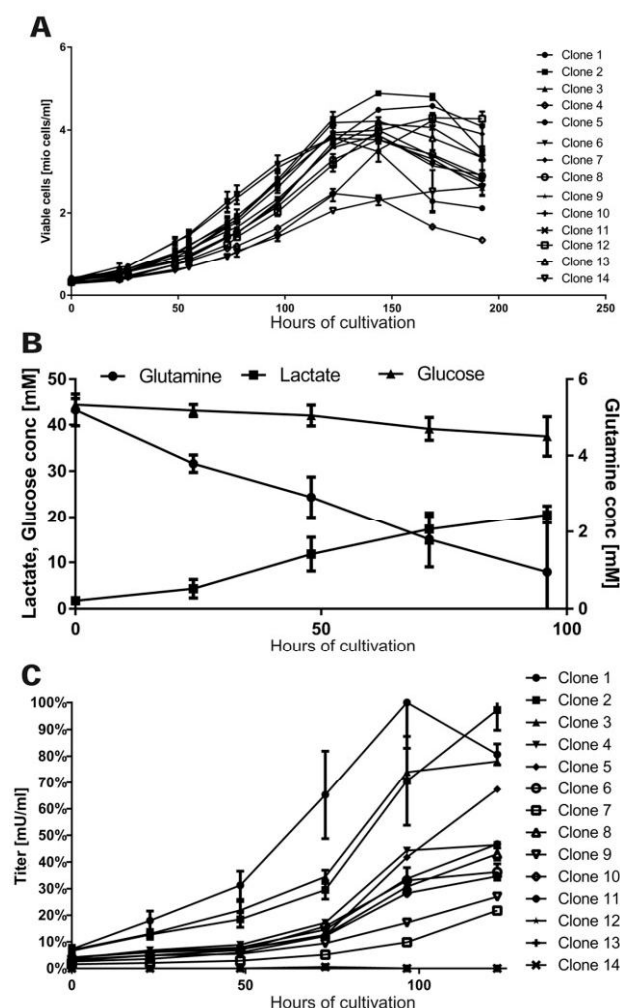 A
6
4
2
0
Viable cells [mio cells/ml]
0 50 100 150 200 250
Hours of cultivation
Clone 1
Clone 2
Clone 3
Clone 4
Clone 5
Clone 6
Clone 7
Clone 8
Clone 9
Clone 10
Clone 11
Clone 12
Clone 13
Clone 14
B
Glutamine Lactate Glucose
50
40
30
20
10
0
Lactate, Glucose conc [mM]
6
4
2
0
Glutamine conc
[mM]
0 50 100
Hours of cultivation
C
100%
90%
80%
70%
60%
50%
40%
30%
20%
10%
0%
Titer [mU/ml]
0 50 100
Hours of cultivation
Clone 1
Clone 2
Clone 3
Clone 4
Clone 5
Clone 6
Clone 7
Clone 8
Clone 9
Clone 10
Clone 11
Clone 12
Clone 13
Clone 14